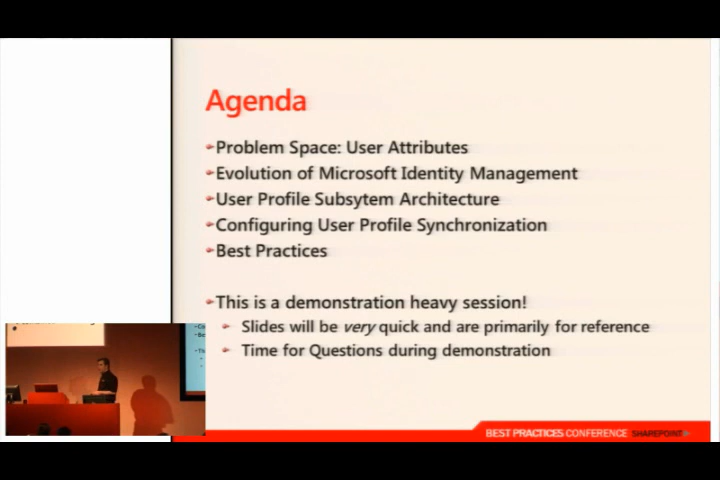 Agenda
Problem Space: User Attributes
Evolution of Microsoft Identity Management
User Profile Subsytem Architecture
Configuring User Profile Synchronization
Best Practices
This is a demonstration heavy session!
Slides will be very quick and are primarily for reference
Time for Questions during demonstration
BEST PRACTICES CONFERENCE SHAREPOINT